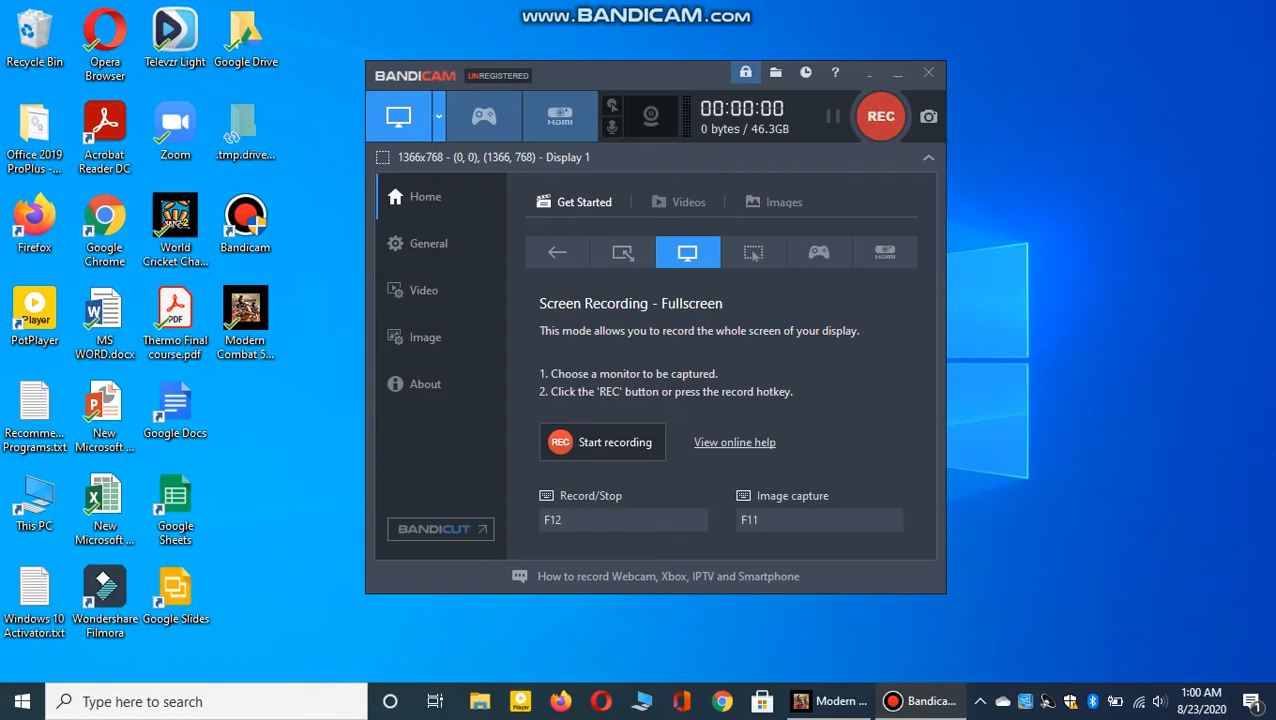 www.BANDICAM.com
Recycle Bin
Opera
Browser
Televzr Light
Google Drive
Office 2019
ProPlus -...
Acrobat
Reader DC
Zoom
.tmp.drive...
Firefox
Google
Chrome
World
Cricket Cha...
Bandicam
Player
PotPlayer
MS
WORD.docx
PDF
Thermo Final
course.pdf
Modern
Combat 5...
Recomme...
Programs.txt
New
Microsoft ...
Google Docs
This PC
New
Microsoft ...
Google
Sheets
Windows 10
Activator.txt
Wondershare
Filmora
Google Slides
BANDICAM UNREGISTERED
?
HDMI
00:00:00
0 bytes / 46.3GB
REC
1366x768 - (0, 0), (1366, 768) - Display 1
Home
General
Video
Image
About
BANDICUT
Get Started
Videos
Images
HDMI
Screen Recording - Fullscreen
This mode allows you to record the whole screen of your display.
1. Choose a monitor to be captured.
2. Click the 'REC' button or press the record hotkey.
REC Start recording
View online help
Record/Stop
Image capture
F12
F11
How to record Webcam, Xbox, IPTV and Smartphone
Type here to search
Player
Modern ...
Bandica...
1:00 AM
8/23/2020
1